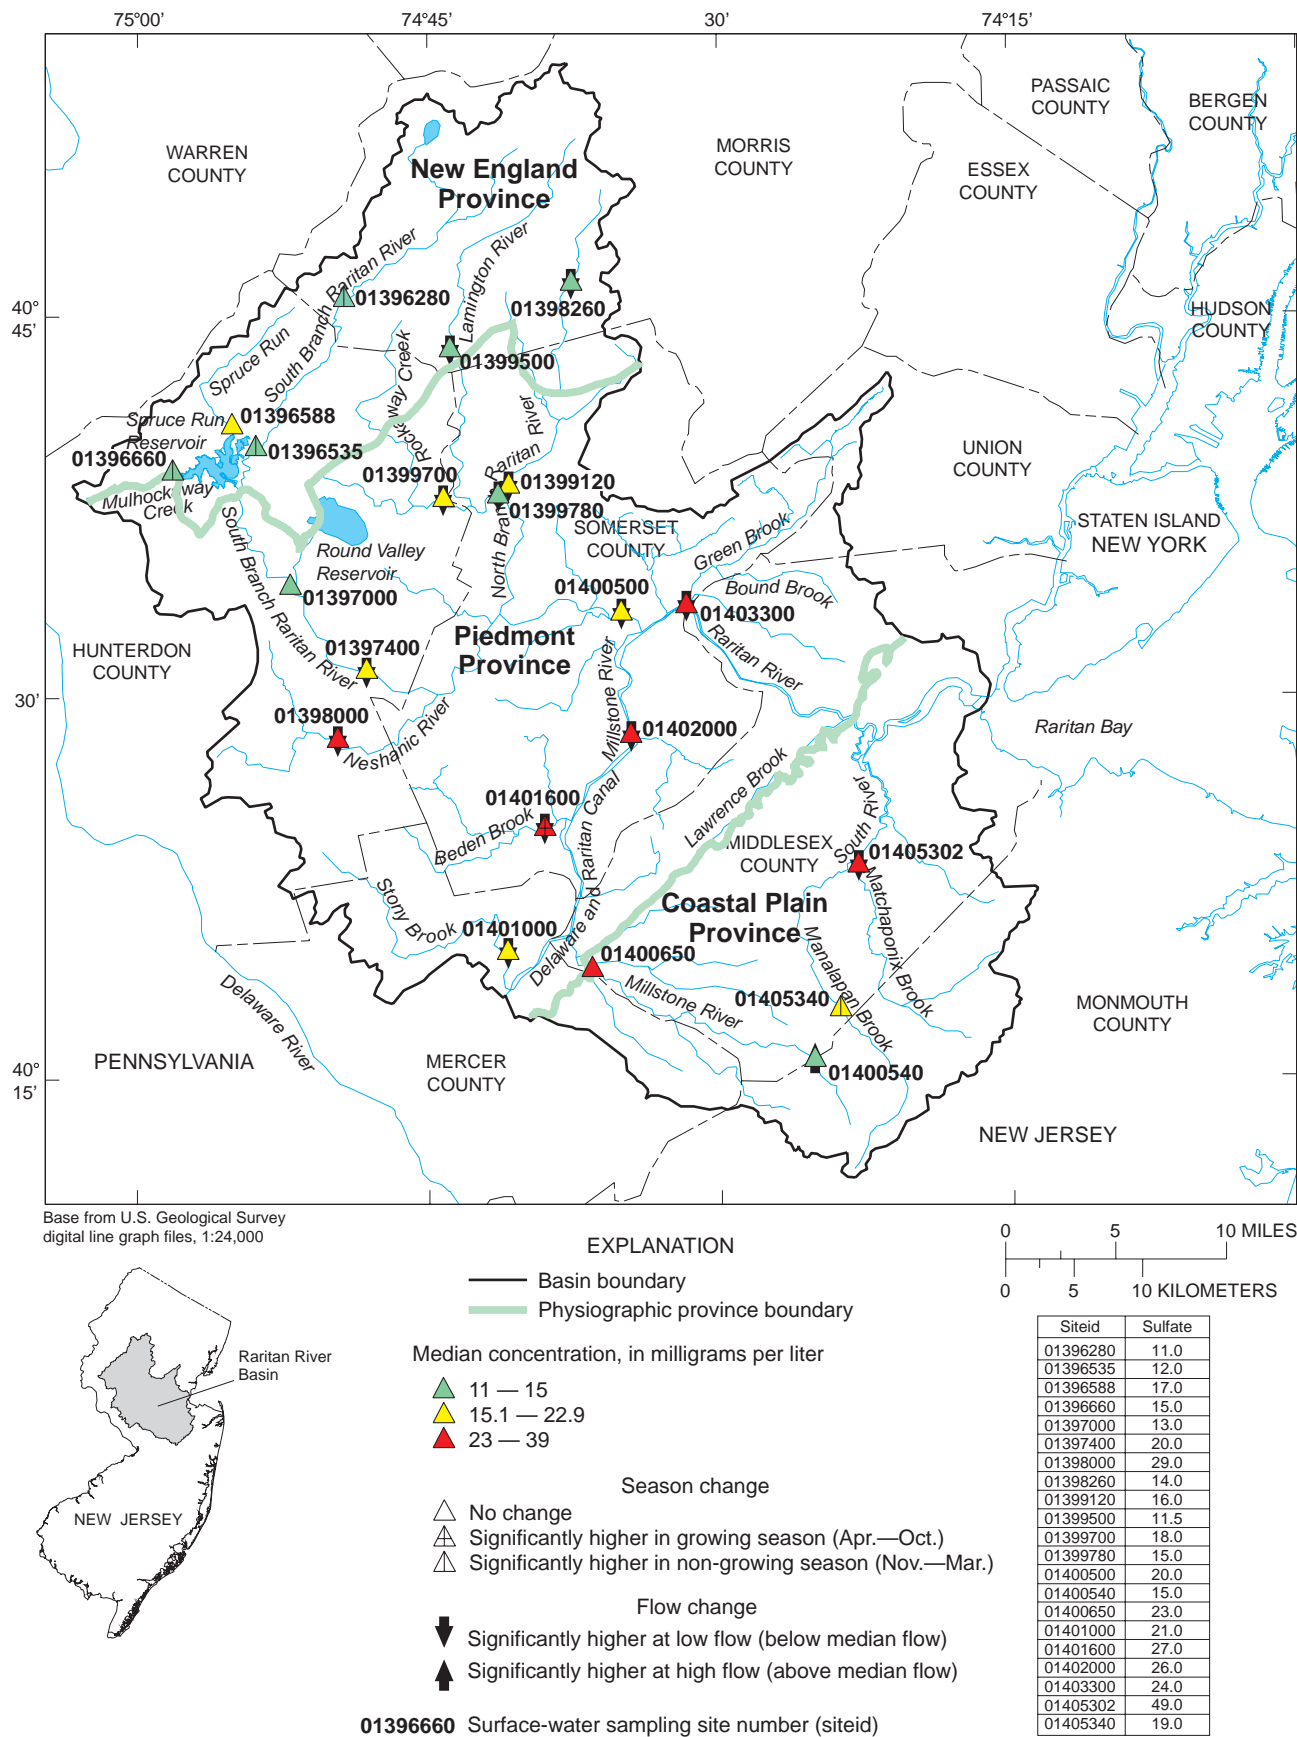 75°00'
74°45'
30'
74°15'
PASSAIC
COUNTY
BERGEN
COUNTY
WARREN
COUNTY
MORRIS
COUNTY
ESSEX
COUNTY
New England
Province
South Branch Raritan River
Lamington River
01396280
01398260
40°
45'
HUDSON
COUNTY
Spruce Run
Rockaway Creek
01399500
01396588
Spruce Run
Reservoir
01396535
01396660
North Branch Raritan River
UNION
COUNTY
01399700
01399120
01399780
Mulhockaway
Creek
SOMERSET
COUNTY
Green Brook
STATEN ISLAND
NEW YORK
Round Valley
Reservoir
South Branch Raritan River
01397000
01400500
Bound Brook
01403300
Raritan River
HUNTERDON
COUNTY
01397400
Piedmont
Province
Millstone River
30'
01398000
Neshanic River
01402000
Raritan Bay
01401600
Beden Brook
Delaware and Raritan Canal
Lawrence Brook
MIDDLESEX
COUNTY
South River
01405302
Stony Brook
Coastal Plain
Province
Matchaponix Brook
01401000
01400650
Manalapan Brook
Delaware River
Millstone River
01405340
MONMOUTH
COUNTY
PENNSYLVANIA
MERCER
COUNTY
01400540
40°
15'
NEW JERSEY
Base from U.S. Geological Survey
digital line graph files, 1:24,000
0 5 10 MILES
0 5 10 KILOMETERS
EXPLANATION
Basin boundary
Physiographic province boundary
Median concentration, in milligrams per liter
11 — 15
15.1 — 22.9
23 — 39
Season change
No change
Significantly higher in growing season (Apr.—Oct.)
Significantly higher in non-growing season (Nov.—Mar.)
Flow change
Significantly higher at low flow (below median flow)
Significantly higher at high flow (above median flow)
01396660 Surface-water sampling site number (siteid)
Raritan River
Basin
NEW JERSEY
Siteid Sulfate
01396280 11.0
01396535 12.0
01396588 17.0
01396660 15.0
01397000 13.0
01397400 20.0
01398000 29.0
01398260 14.0
01399120 16.0
01399500 11.5
01399700 18.0
01399780 15.0
01400500 20.0
01400540 15.0
01400650 23.0
01401000 21.0
01401600 27.0
01402000 26.0
01403300 24.0
01405302 49.0
01405340 19.0